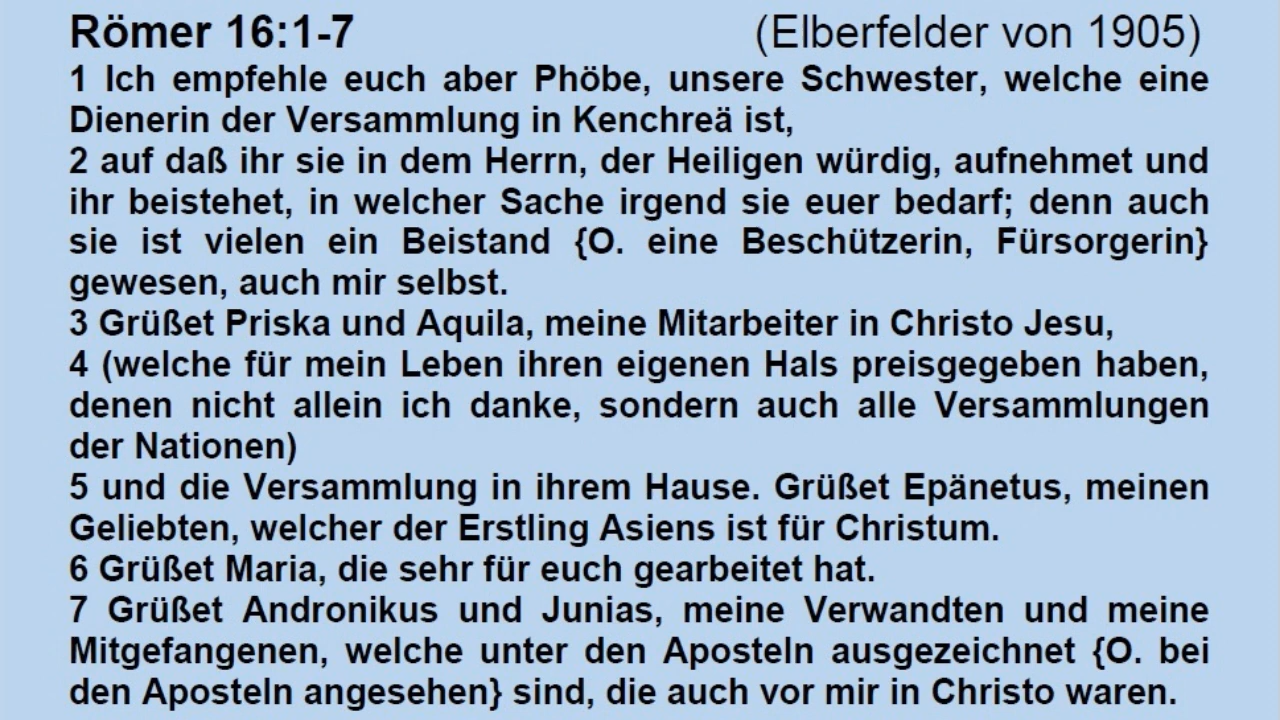 Römer 16:1-7 (Elberfelder von 1905)
1 Ich empfehle euch aber Phöbe, unsere Schwester, welche eine
Dienerin der Versammlung in Kenchreä ist,
2 auf daß ihr sie in dem Herrn, der Heiligen würdig, aufnehmet und
ihr beistehet, in welcher Sache irgend sie euer bedarf; denn auch
sie ist vielen ein Beistand {O. eine Beschützerin, Fürsorgerin}
gewesen, auch mir selbst.
3 Grüßet Priska und Aquila, meine Mitarbeiter in Christo Jesu,
4 (welche für mein Leben ihren eigenen Hals preisgegeben haben,
denen nicht allein ich danke, sondern auch alle Versammlungen
der Nationen)
5 und die Versammlung in ihrem Hause. Grüßet Epänetus, meinen
Geliebten, welcher der Erstling Asiens ist für Christum.
6 Grüßet Maria, die sehr für euch gearbeitet hat.
7 Grüßet Andronikus und Junias, meine Verwandten und meine
Mitgefangenen, welche unter den Aposteln ausgezeichnet {O. bei
den Aposteln angesehen} sind, die auch vor mir in Christo waren.